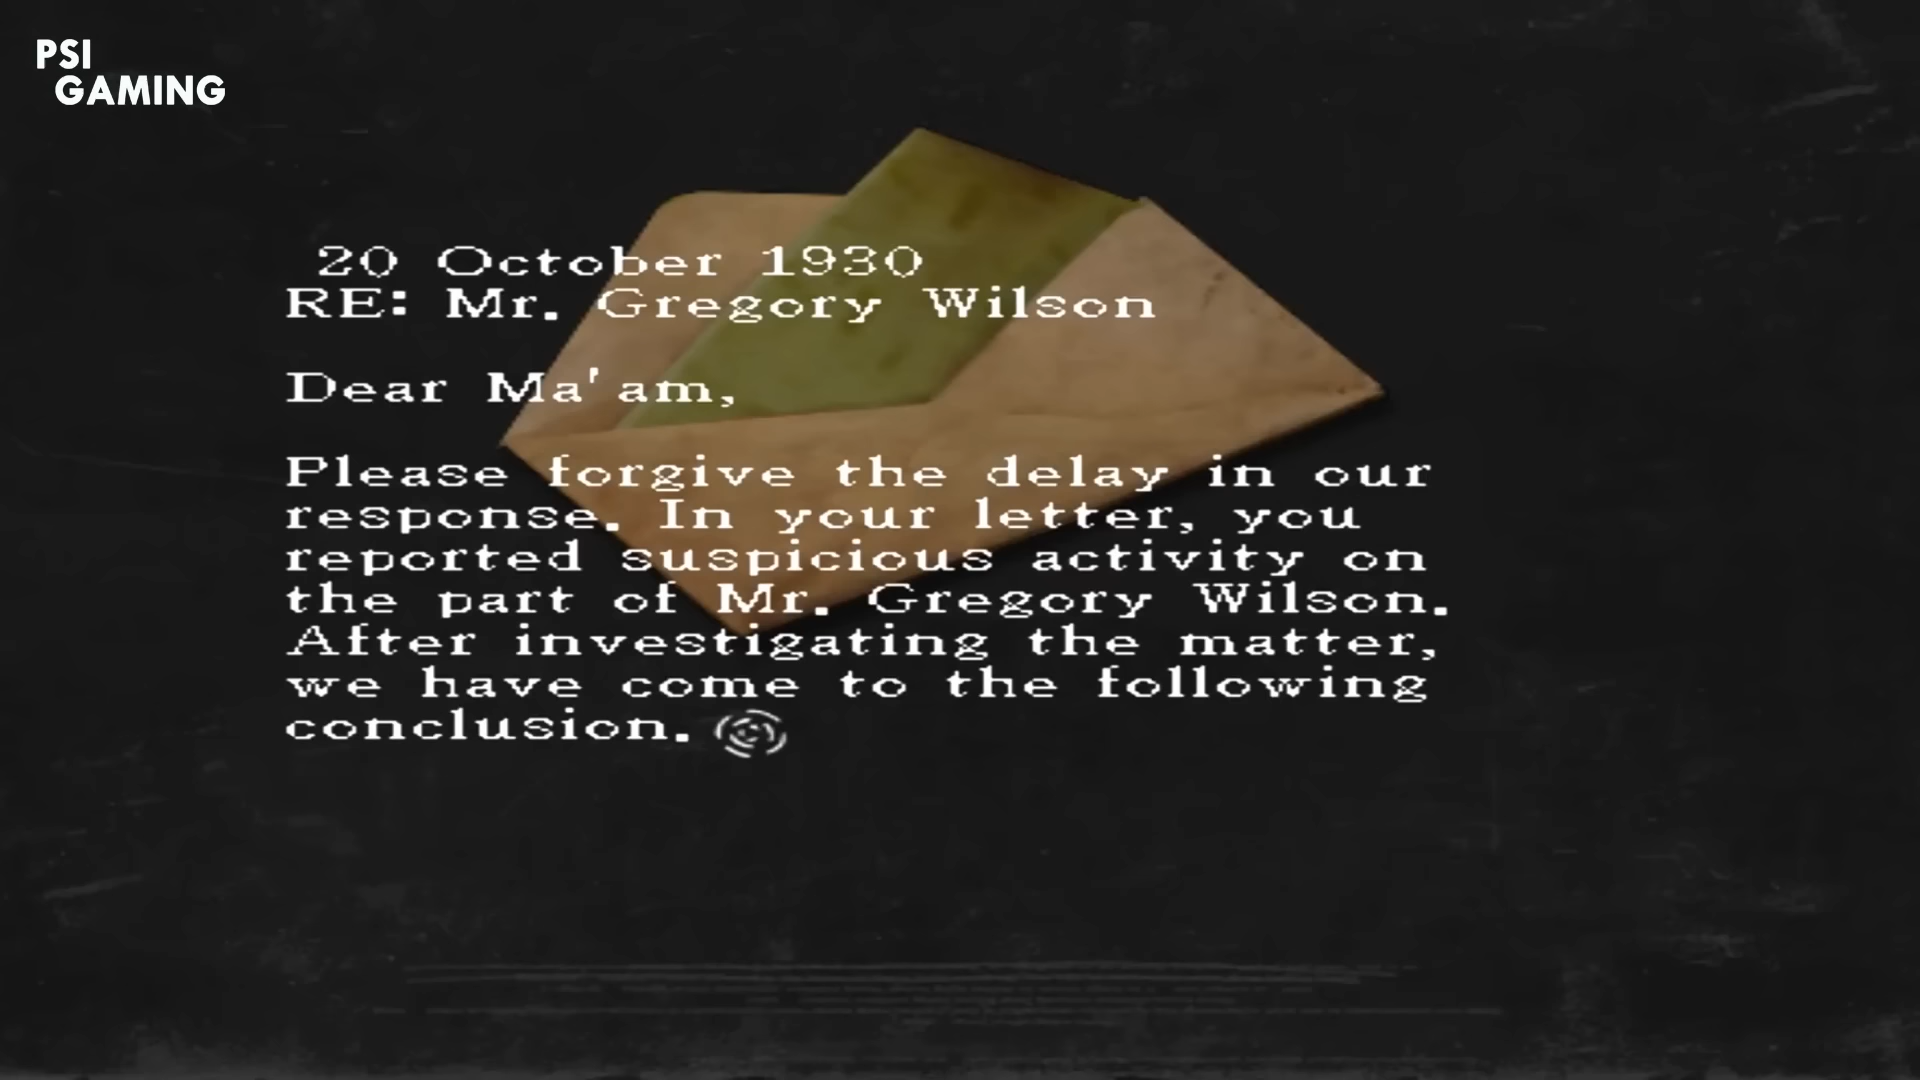 PSI
GAMING
20 October 1930
RE: Mr. Gregory Wilson
Dear Ma'am,
Please forgive the delay in our
response. In your letter, you
reported suspicious activity on
the part of Mr. Gregory Wilson.
After investigating the matter,
we have come to the following
conclusion.